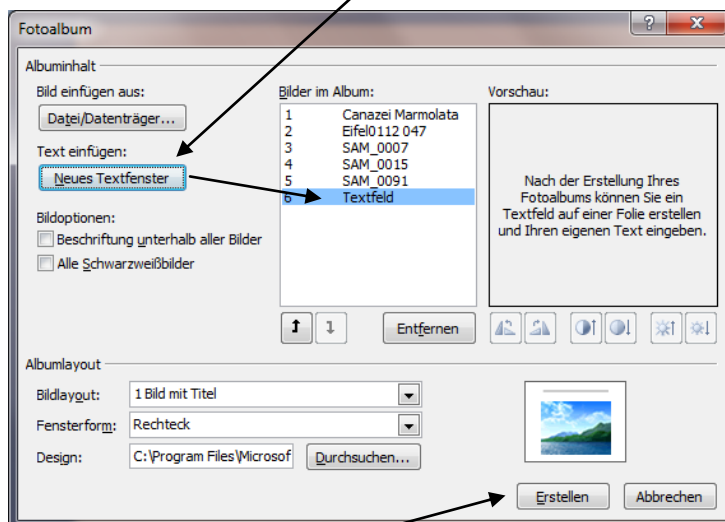 Fotoalbum
Albuminhalt
Bild einfügen aus:
Datei/Datenträger...
Text einfügen:
Neues Textfenster
Bildoptionen:
Beschriftung unterhalb aller Bilder
Alle Schwarzweißbilder
Bilder im Album:
1 Canazei Marmolata
2 Eifel0112 047
3 SAM_0007
4 SAM_0015
5 SAM_0091
6 Textfeld
Entfernen
Vorschau:
Nach der Erstellung Ihres
Fotoalbums können Sie ein
Textfeld auf einer Folie erstellen
und Ihren eigenen Text eingeben.
Albumlayout
Bildlayout: 1 Bild mit Titel
Fensterform: Rechteck
Design: C:\Program Files\Microsof Durchsuchen...
Erstellen Abbrechen